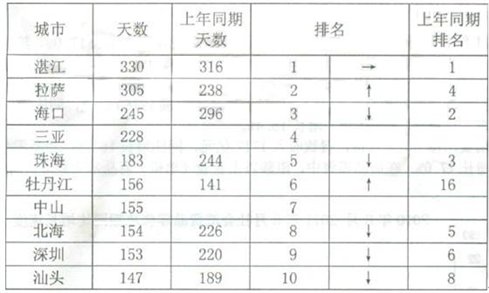 城市 天数 上年同期天数 排名 上年同期排名
湛江 330 316 1 → 1
拉萨 305 238 2 ↑ 4
海口 245 296 3 ↓ 2
三亚 228 4
珠海 183 244 5 ↓ 3
牡丹江 156 141 6 ↑ 16
中山 155 7
北海 154 226 8 ↓ 5
深圳 153 220 9 ↓ 6
汕头 147 189 10 ↓ 8